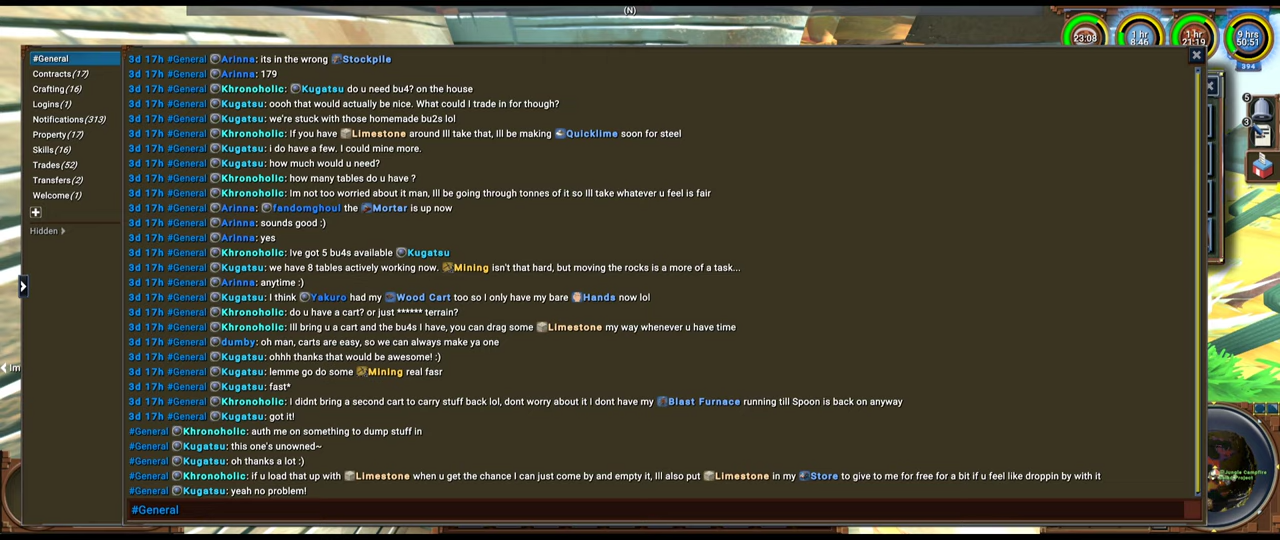 (N)
23:08
1 hr
8:46
1 hr
21:19
9 hrs
50:51
394
#General
Contracts(17)
Crafting(16)
Logins(1)
Notifications(313)
Property(17)
Skills(16)
Trades(52)
Transfers(2)
Welcome(1)
Hidden
3d 17h #General Arinna: its in the wrong Stockpile
3d 17h #General Arinna: 179
3d 17h #General Khronoholic: Kugatsu do u need bu4? on the house
3d 17h #General Kugatsu: oooh that would actually be nice. What could I trade in for though?
3d 17h #General Kugatsu: we're stuck with those homemade bu2s lol
3d 17h #General Khronoholic: If you have Limestone around Ill take that, Ill be making Quicklime soon for steel
3d 17h #General Kugatsu: i do have a few. I could mine more.
3d 17h #General Kugatsu: how much would u need?
3d 17h #General Khronoholic: how many tables do u have ?
3d 17h #General Khronoholic: Im not too worried about it man, Ill be going through tonnes of it so Ill take whatever u feel is fair
3d 17h #General Arinna: fandomghoul the Mortar is up now
3d 17h #General Arinna: sounds good :)
3d 17h #General Arinna: yes
3d 17h #General Khronoholic: Ive got 5 bu4s available Kugatsu
3d 17h #General Kugatsu: we have 8 tables actively working now. Mining isn't that hard, but moving the rocks is a more of a task...
3d 17h #General Arinna: anytime :)
3d 17h #General Kugatsu: I think Yakuro had my Wood Cart too so I only have my bare Hands now lol
3d 17h #General Khronoholic: do u have a cart? or just ****** terrain?
3d 17h #General Khronoholic: Ill bring u a cart and the bu4s I have, you can drag some Limestone my way whenever u have time
3d 17h #General dumby: oh man, carts are easy, so we can always make ya one
3d 17h #General Kugatsu: ohhh thanks that would be awesome! :)
3d 17h #General Kugatsu: lemme go do some Mining real fasr
3d 17h #General Kugatsu: fast*
3d 17h #General Khronoholic: I didnt bring a second cart to carry stuff back lol, dont worry about it I dont have my Blast Furnace running till Spoon is back on anyway
3d 17h #General Kugatsu: got it!
#General Khronoholic: auth me on something to dump stuff in
#General Kugatsu: this one's unowned~
#General Kugatsu: oh thanks a lot :)
#General Khronoholic: if u load that up with Limestone when u get the chance I can just come by and empty it, Ill also put Limestone in my Store to give to me for free for a bit if u feel like droppin by with it
#General Kugatsu: yeah no problem!
#General
Im
5
3
Jungle Campfire